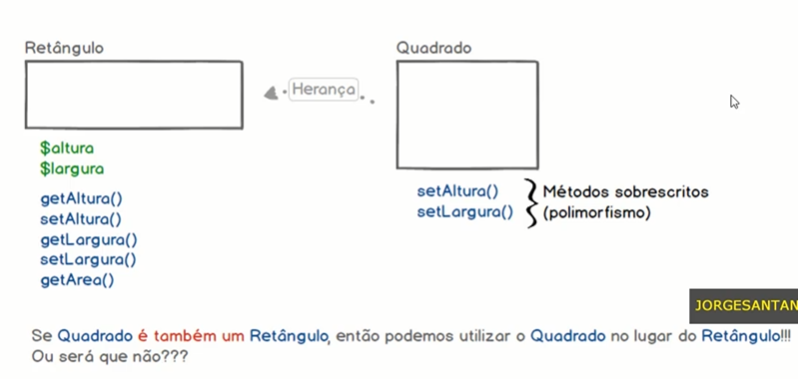 Retângulo
Quadrado
Herança
$altura
$largura
getAltura()
setAltura()
getLargura()
setLargura()
getArea()
setAltura()
setLargura()
Métodos sobrescritos
(polimorfismo)
JORGESANTAN
Se Quadrado é também um Retângulo, então podemos utilizar o Quadrado no lugar do Retângulo!!!
Ou será que não???